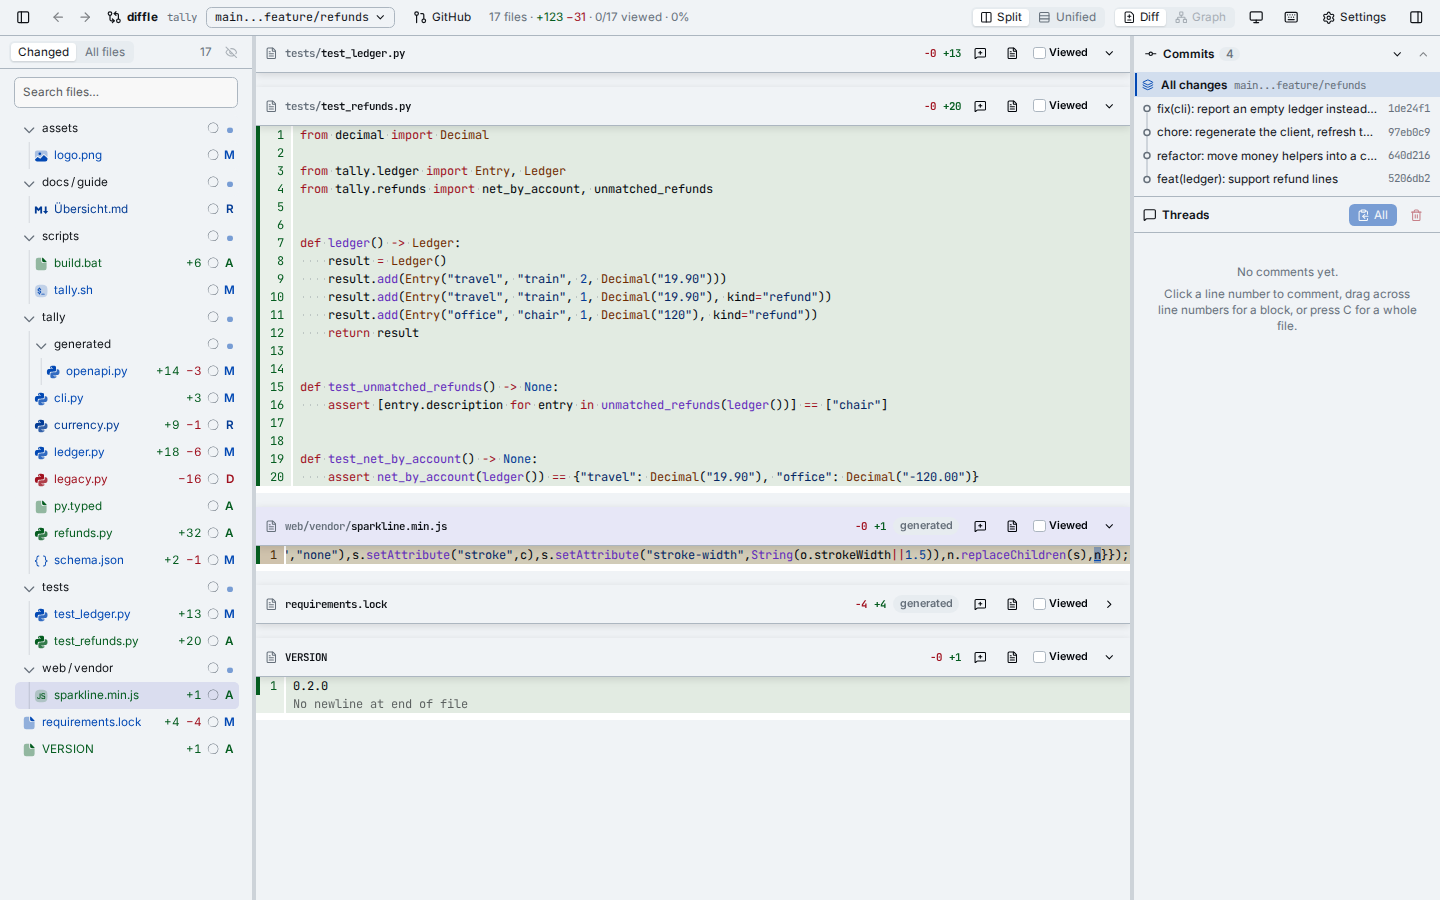 diffle tally main...feature/refunds GitHub 17 files · +123 −31 · 0/17 viewed · 0% Split Unified Diff Graph Settings
Changed All files 17
Search files...
assets
logo.png M
docs/guide
Übersicht.md R
scripts
build.bat +6 A
tally.sh M
tally
generated
openapi.py +14 −3 M
cli.py +3 M
currency.py +9 −1 R
ledger.py +18 −6 M
legacy.py −16 D
py.typed A
refunds.py +32 A
schema.json +2 −1 M
tests
test_ledger.py +13 M
test_refunds.py +20 A
web/vendor
sparkline.min.js +1 A
requirements.lock +4 −4 M
VERSION +1 A
tests/test_ledger.py -0 +13 Viewed
tests/test_refunds.py -0 +20 Viewed
1 from decimal import Decimal
2
3 from tally.ledger import Entry, Ledger
4 from tally.refunds import net_by_account, unmatched_refunds
5
6
7 def ledger() -> Ledger:
8 ····result = Ledger()
9 ····result.add(Entry("travel", "train", 2, Decimal("19.90")))
10 ····result.add(Entry("travel", "train", 1, Decimal("19.90"), kind="refund"))
11 ····result.add(Entry("office", "chair", 1, Decimal("120"), kind="refund"))
12 ····return result
13
14
15 def test_unmatched_refunds() -> None:
16 ····assert [entry.description for entry in unmatched_refunds(ledger())] == ["chair"]
17
18
19 def test_net_by_account() -> None:
20 ····assert net_by_account(ledger()) == {"travel": Decimal("19.90"), "office": Decimal("-120.00")}
web/vendor/sparkline.min.js -0 +1 generated Viewed
1 ","none"),s.setAttribute("stroke",c),s.setAttribute("stroke-width",String(o.strokeWidth||1.5)),n.replaceChildren(s),n}});
requirements.lock -4 +4 generated Viewed
VERSION -0 +1 Viewed
1 0.2.0
No newline at end of file
Commits 4
All changes main...feature/refunds
fix(cli): report an empty ledger instead... 1de24f1
chore: regenerate the client, refresh t... 97eb0c9
refactor: move money helpers into a c... 640d216
feat(ledger): support refund lines 5206db2
Threads All
No comments yet.
Click a line number to comment, drag across
line numbers for a block, or press C for a whole
file.